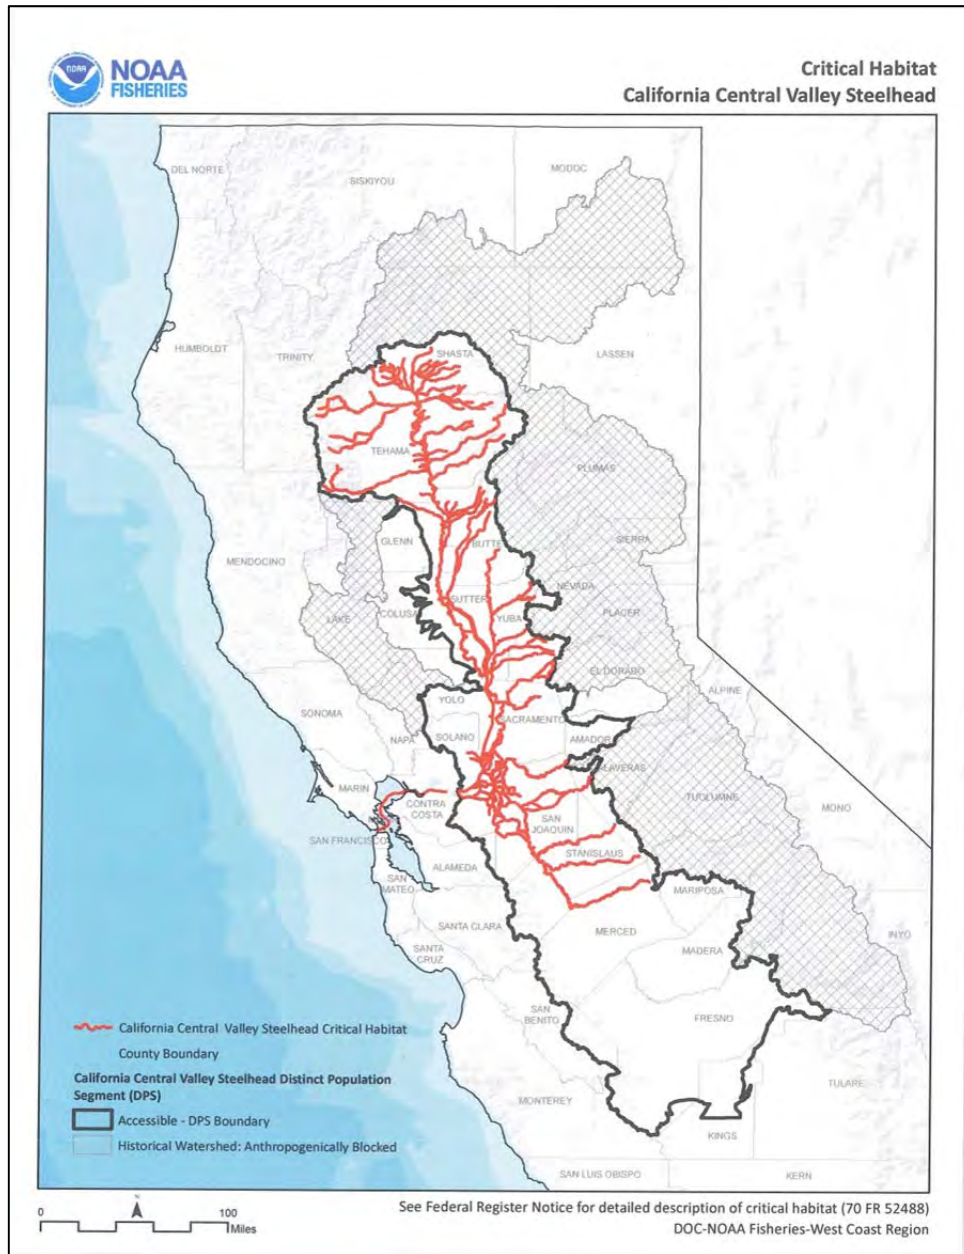 NOAA
NOAA
FISHERIES
Critical Habitat
California Central Valley Steelhead
DEL NORTE
SISKIYOU
MODOC
HUMBOLDT
TRINITY
SHASTA
LASSEN
TEHAMA
PLUMAS
GLENN
BUTTE
SIERRA
MENDOCINO
NEVADA
LAKE
COLUSA
SUTTER
YUBA
PLACER
EL DORADO
ALPINE
YOLO
SONOMA
NAPA
SOLANO
SACRAMENTO
AMADOR
CALAVERAS
MARIN
CONTRA
COSTA
SAN
JOAQUIN
TUOLUMNE
MONO
SAN FRANCISCO
ALAMEDA
STANISLAUS
SAN
MATEO
MARIPOSA
SANTA CLARA
MERCED
SANTA
CRUZ
MADERA
INYO
SAN
BENITO
FRESNO
TULARE
MONTEREY
KINGS
SAN LUIS OBISPO
KERN
California Central Valley Steelhead Critical Habitat
County Boundary
California Central Valley Steelhead Distinct Population
Segment (DPS)
Accessible - DPS Boundary
Historical Watershed: Anthropogenically Blocked
N
0 100
Miles
See Federal Register Notice for detailed description of critical habitat (70 FR 52488)
DOC-NOAA Fisheries-West Coast Region